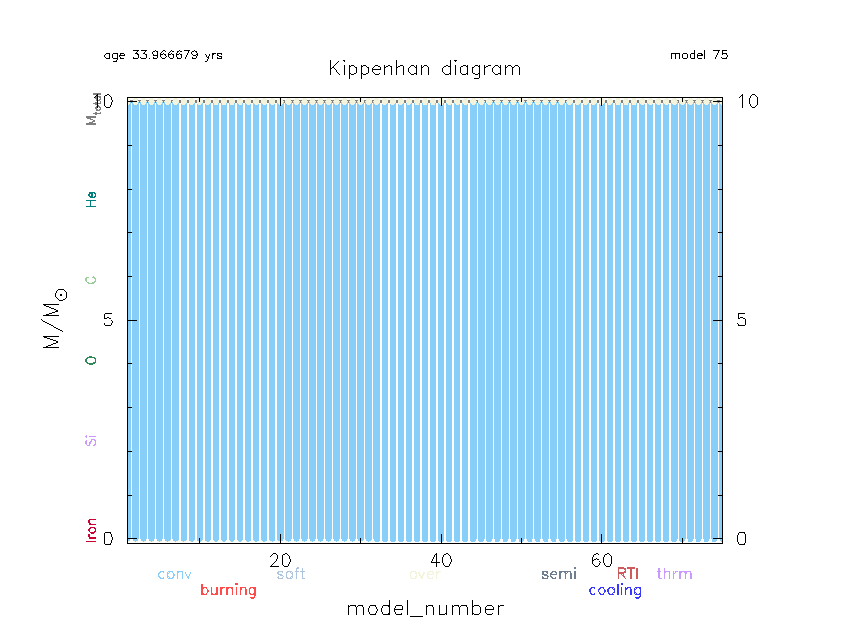 age 33.966679 yrs
model 75
Kippenhan diagram
M_total
10
10
He
C
M/M☉
5
5
O
Si
Iron
0
0
20
40
60
conv
soft
over
semi
RTI
thrm
burning
cooling
model_number